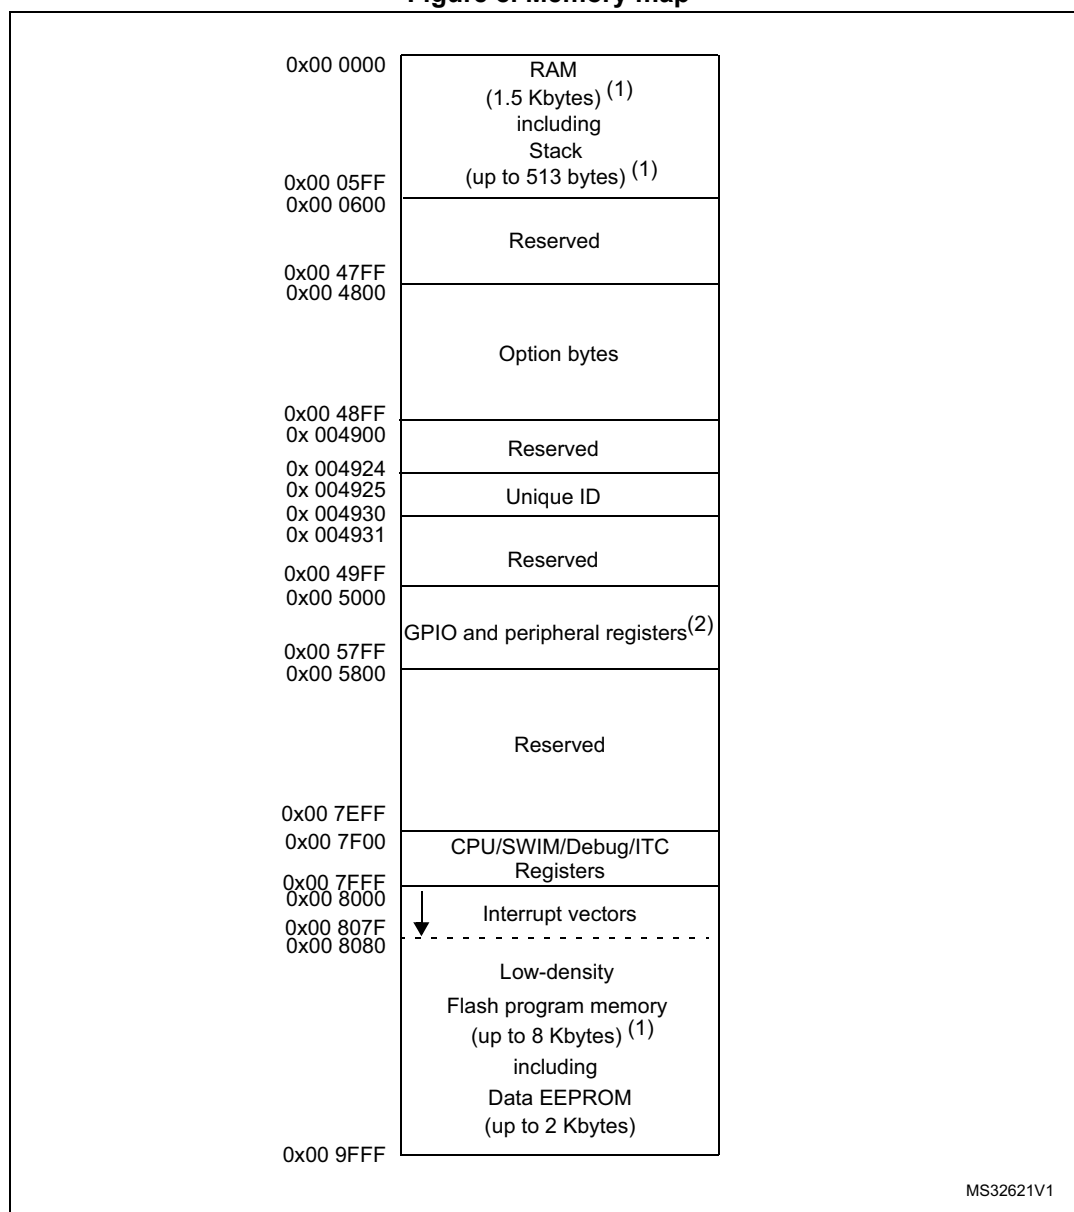 Figure Memory map
0x00 0000
RAM
(1.5 Kbytes) (1)
including
Stack
(up to 513 bytes) (1)
0x00 05FF
0x00 0600
Reserved
0x00 47FF
0x00 4800
Option bytes
0x00 48FF
0x 004900
Reserved
0x 004924
0x 004925
Unique ID
0x 004930
0x 004931
Reserved
0x00 49FF
0x00 5000
GPIO and peripheral registers(2)
0x00 57FF
0x00 5800
Reserved
0x00 7EFF
0x00 7F00
CPU/SWIM/Debug/ITC
Registers
0x00 7FFF
0x00 8000
Interrupt vectors
0x00 807F
0x00 8080
Low-density
Flash program memory
(up to 8 Kbytes) (1)
including
Data EEPROM
(up to 2 Kbytes)
0x00 9FFF
MS32621V1